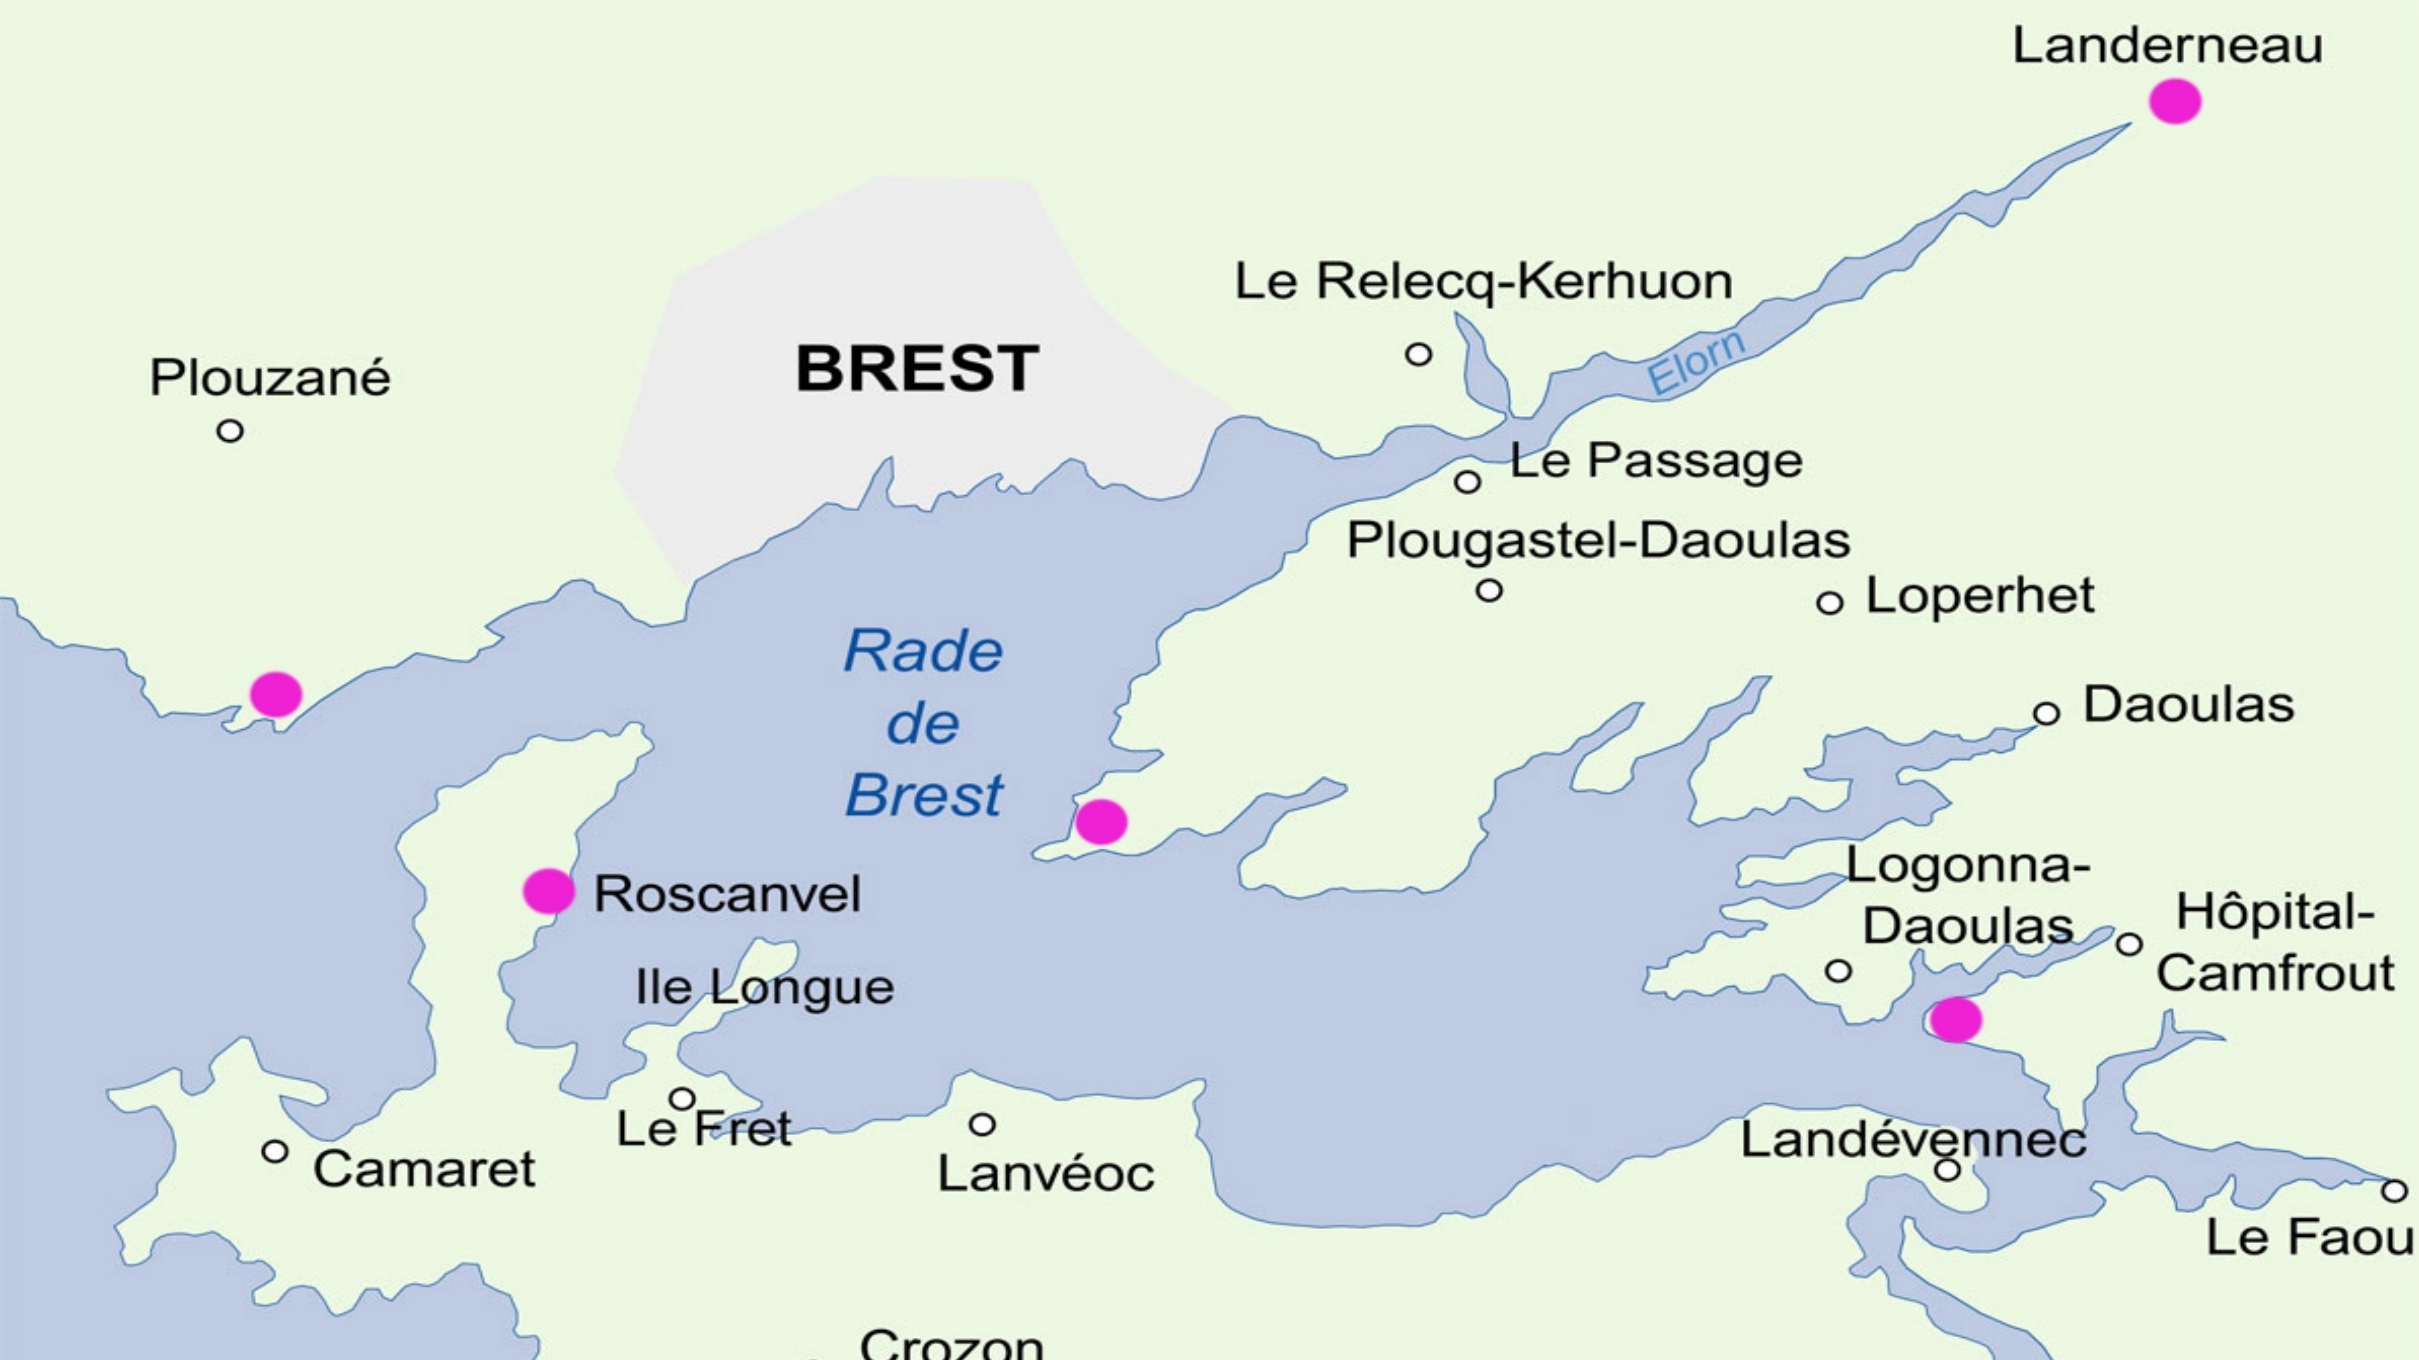 Landerneau
Le Relecq-Kerhuon
Elorn
BREST
Plouzané
Le Passage
Plougastel-Daoulas
Loperhet
Rade
de
Brest
Daoulas
Roscanvel
Logonna-
Daoulas
Hôpital-
Camfrout
Ile Longue
Le Fret
Camaret
Lanvéoc
Landévennec
Le Faou
Crozon